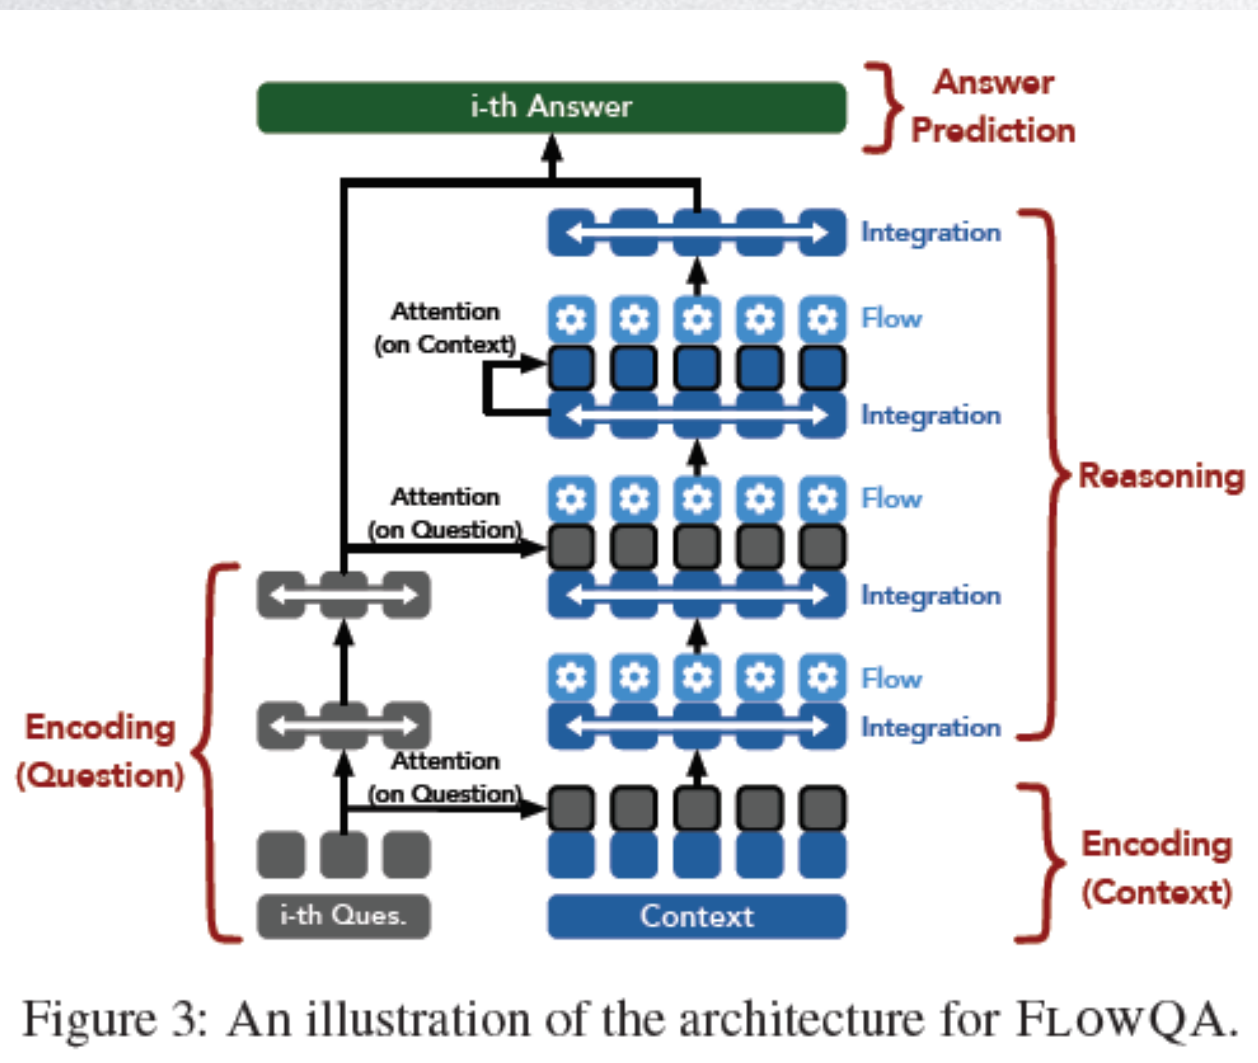 i-th Answer
Answer
Prediction
Integration
Attention
(on Context)
Flow
Integration
Attention
(on Question)
Flow
Integration
Reasoning
Flow
Integration
Encoding
(Question)
Attention
(on Question)
Encoding
(Context)
i-th Ques.
Context
Figure 3: An illustration of the architecture for FLOWQA.